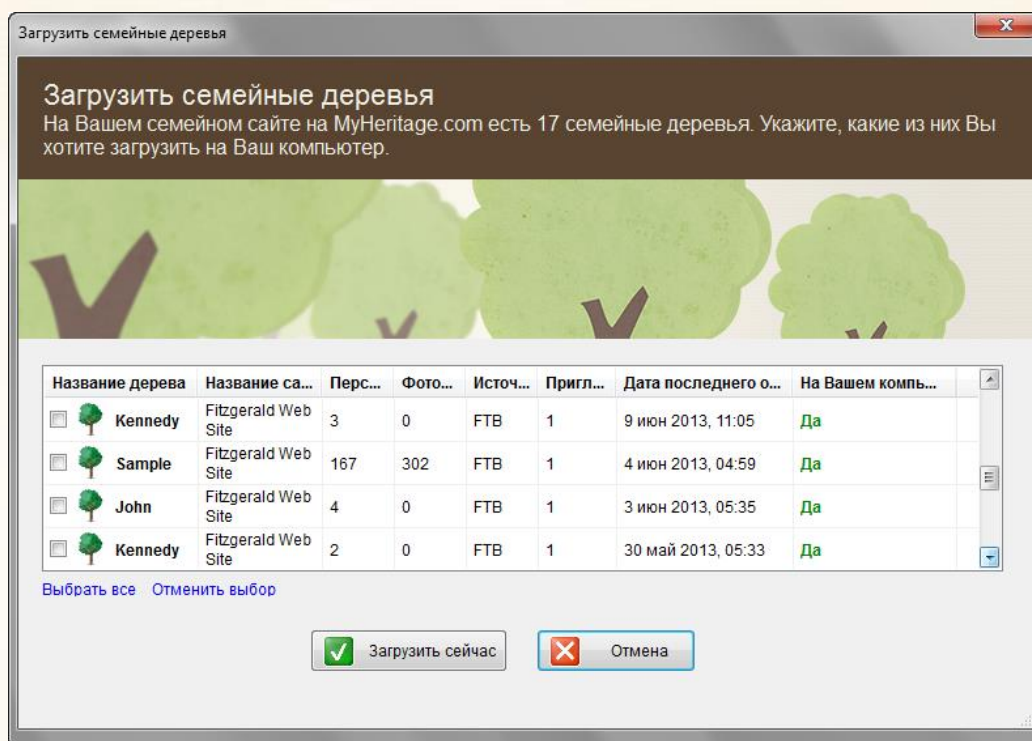 Загрузить семейные деревья
Загрузить семейные деревья
На Вашем семейном сайте на MyHeritage.com есть 17 семейные деревья. Укажите, какие из них Вы
хотите загрузить на Ваш компьютер.
Название дерева Название са... Перс... Фото... Источ... Пригл... Дата последнего о... На Вашем компь...
Kennedy Fitzgerald Web Site 3 0 FTB 1 9 июн 2013, 11:05 Да
Sample Fitzgerald Web Site 167 302 FTB 1 4 июн 2013, 04:59 Да
John Fitzgerald Web Site 4 0 FTB 1 3 июн 2013, 05:35 Да
Kennedy Fitzgerald Web Site 2 0 FTB 1 30 май 2013, 05:33 Да
Выбрать все Отменить выбор
Загрузить сейчас Отмена